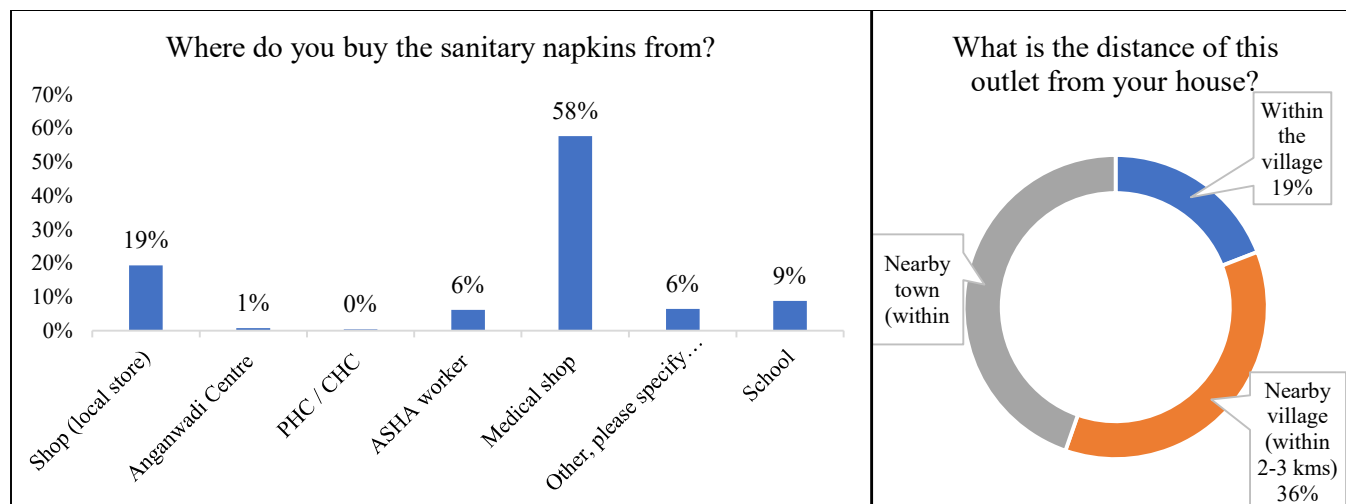 Where do you buy the sanitary napkins from?
70%
60%
50%
40%
30%
20%
10%
0%
19%
1%
0%
6%
58%
6%
9%
Shop (local store)
Anganwadi Centre
PHC / CHC
ASHA worker
Medical shop
Other, please specify…
School
What is the distance of this
outlet from your house?
Within
the
village
19%
Nearby
town
(within
Nearby
village
(within
2-3 kms)
36%